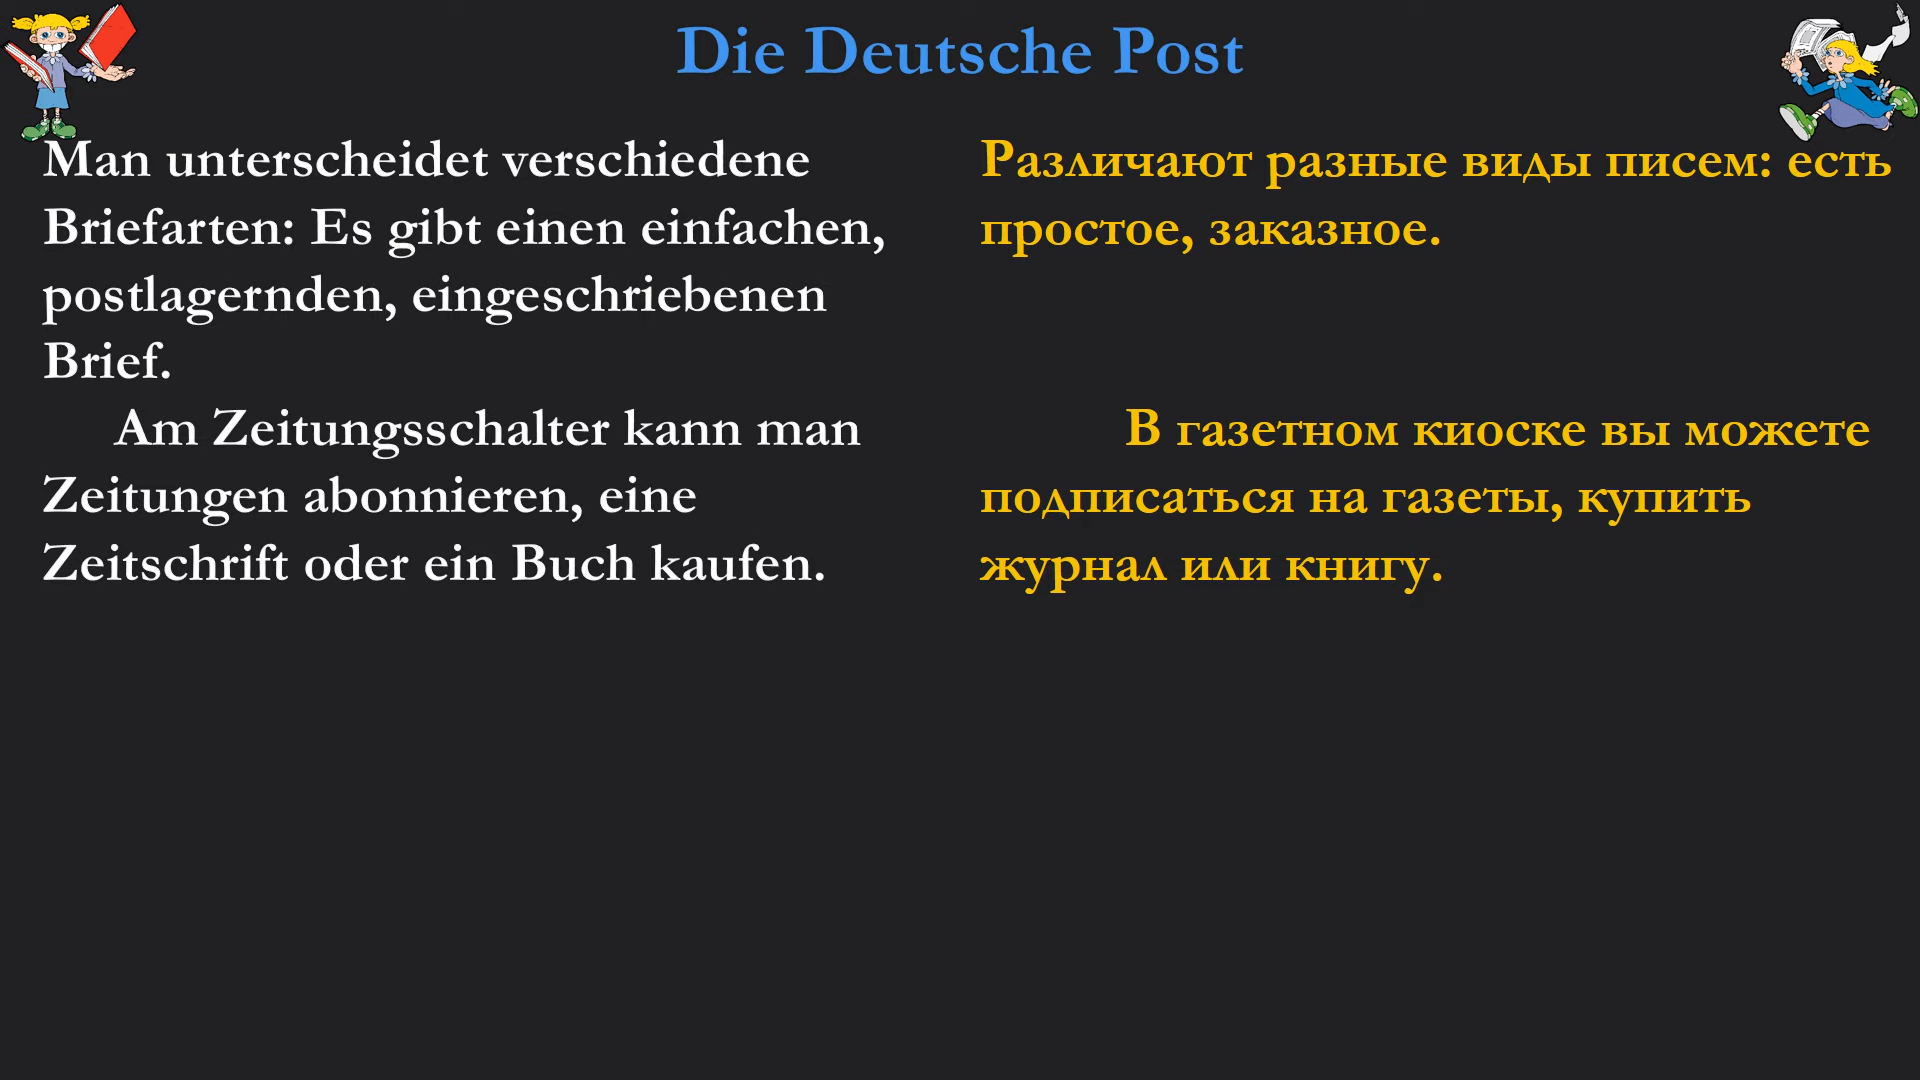 Die Deutsche Post
Man unterscheidet verschiedene
Briefarten: Es gibt einen einfachen,
postlagernden, eingeschriebenen
Brief.
Am Zeitungsschalter kann man
Zeitungen abonnieren, eine
Zeitschrift oder ein Buch kaufen.
Различают разные виды писем: есть
простое, заказное.
В газетном киоске вы можете
подписаться на газеты, купить
журнал или книгу.